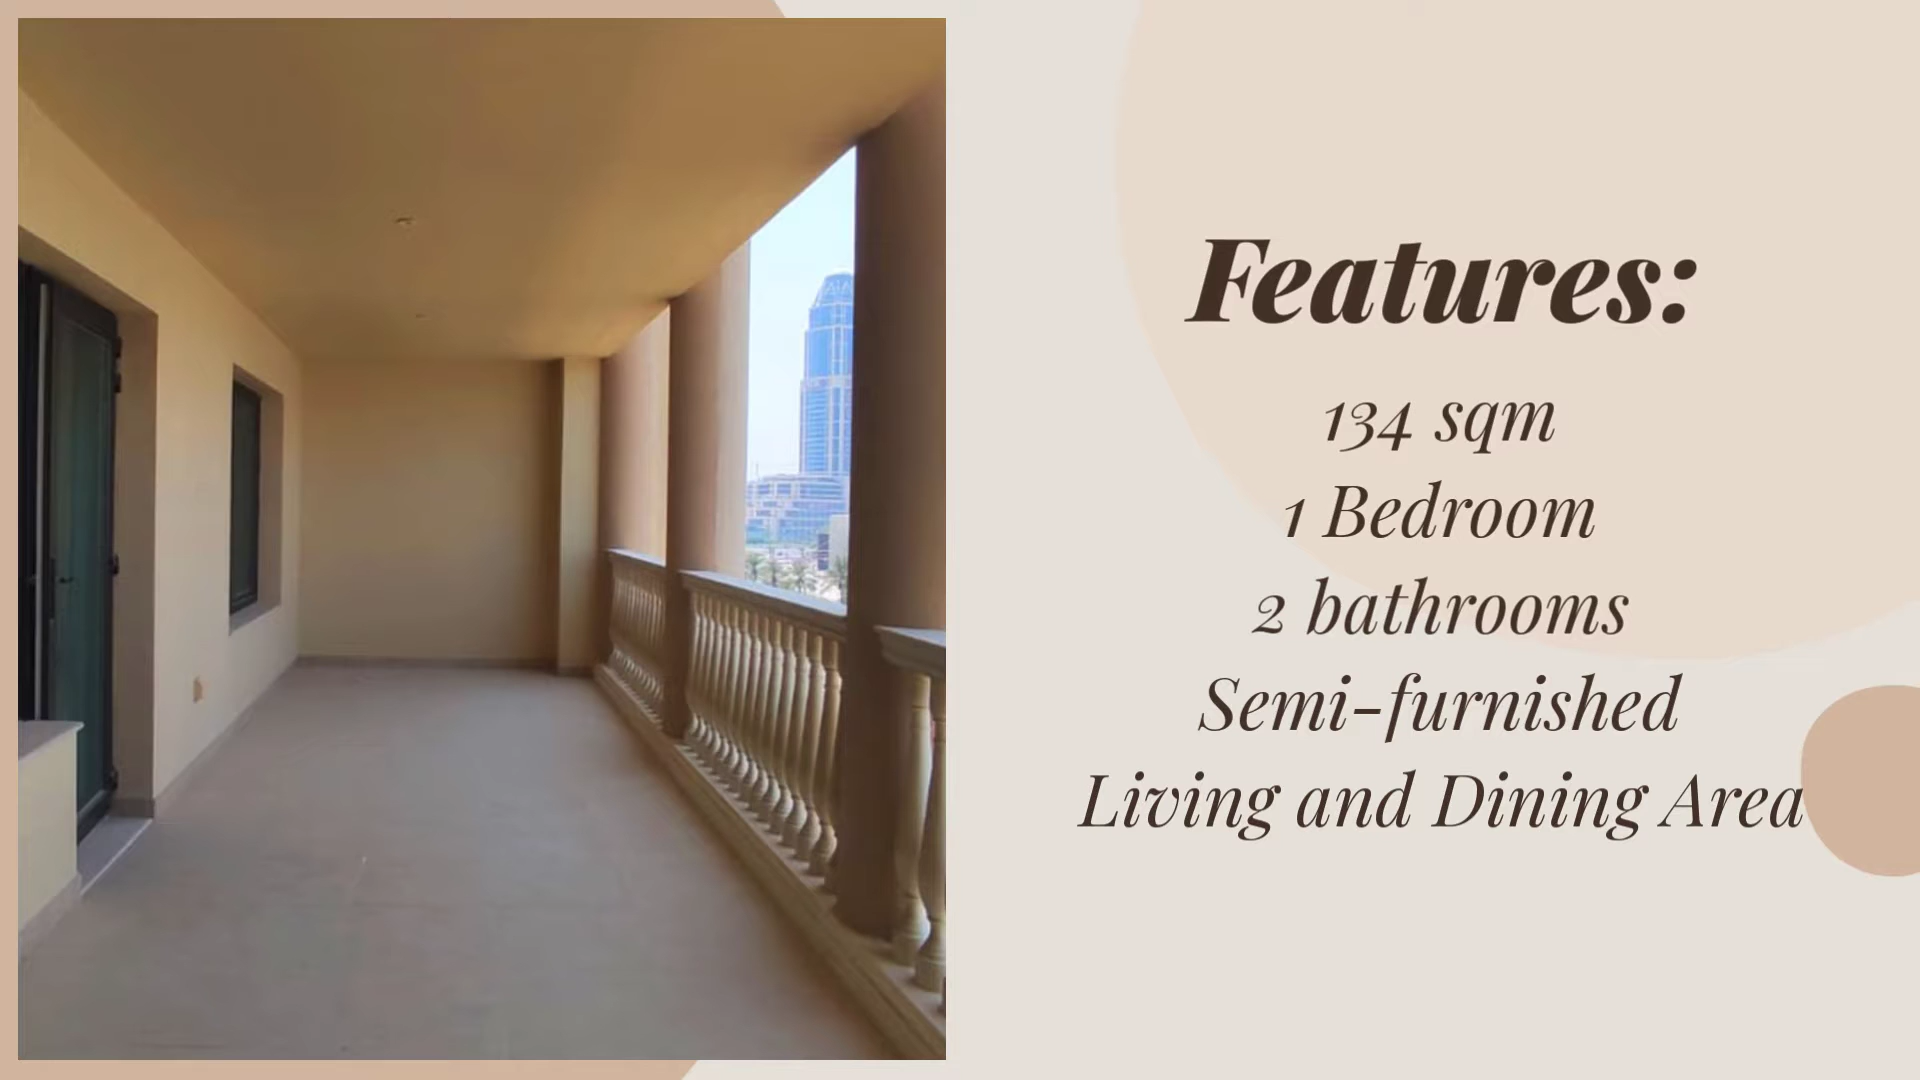 Features:
134 sqm
1 Bedroom
2 bathrooms
Semi-furnished
Living and Dining Area